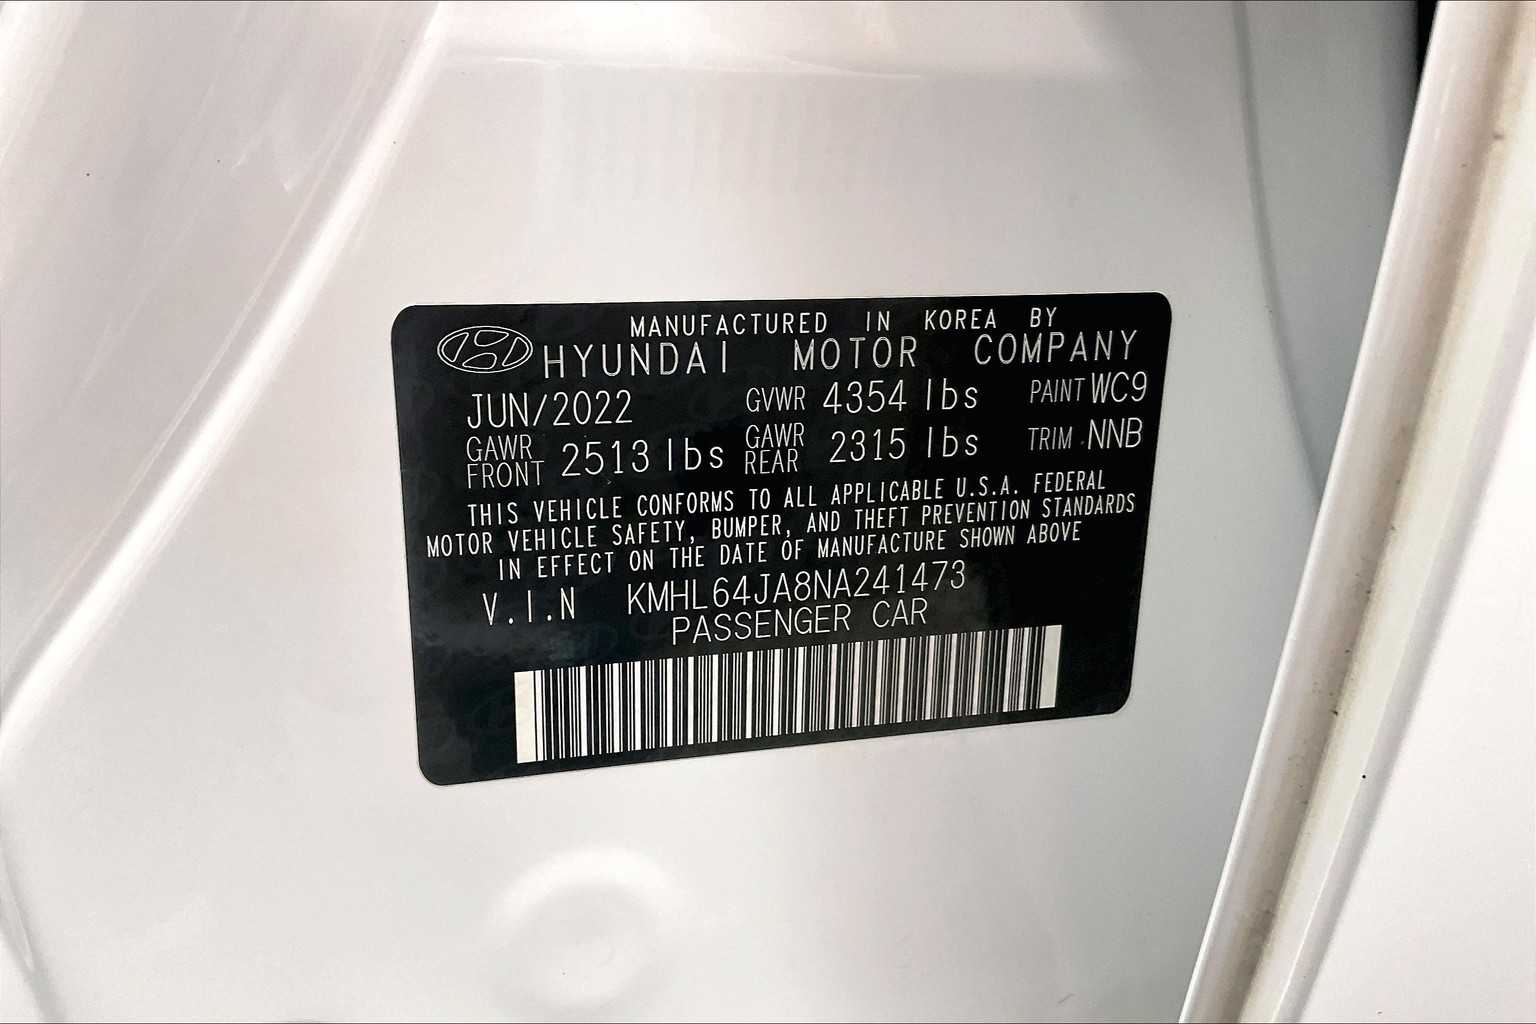 MANUFACTURED IN KOREA BY
HYUNDAI MOTOR COMPANY
JUN/2022 GVWR 4354 lbs PAINT WC9
GAWR FRONT 2513 lbs GAWR REAR 2315 lbs TRIM NNB
THIS VEHICLE CONFORMS TO ALL APPLICABLE U.S.A. FEDERAL
MOTOR VEHICLE SAFETY, BUMPER, AND THEFT PREVENTION STANDARDS
IN EFFECT ON THE DATE OF MANUFACTURE SHOWN ABOVE
V.I.N KMHL64JA8NA241473
PASSENGER CAR